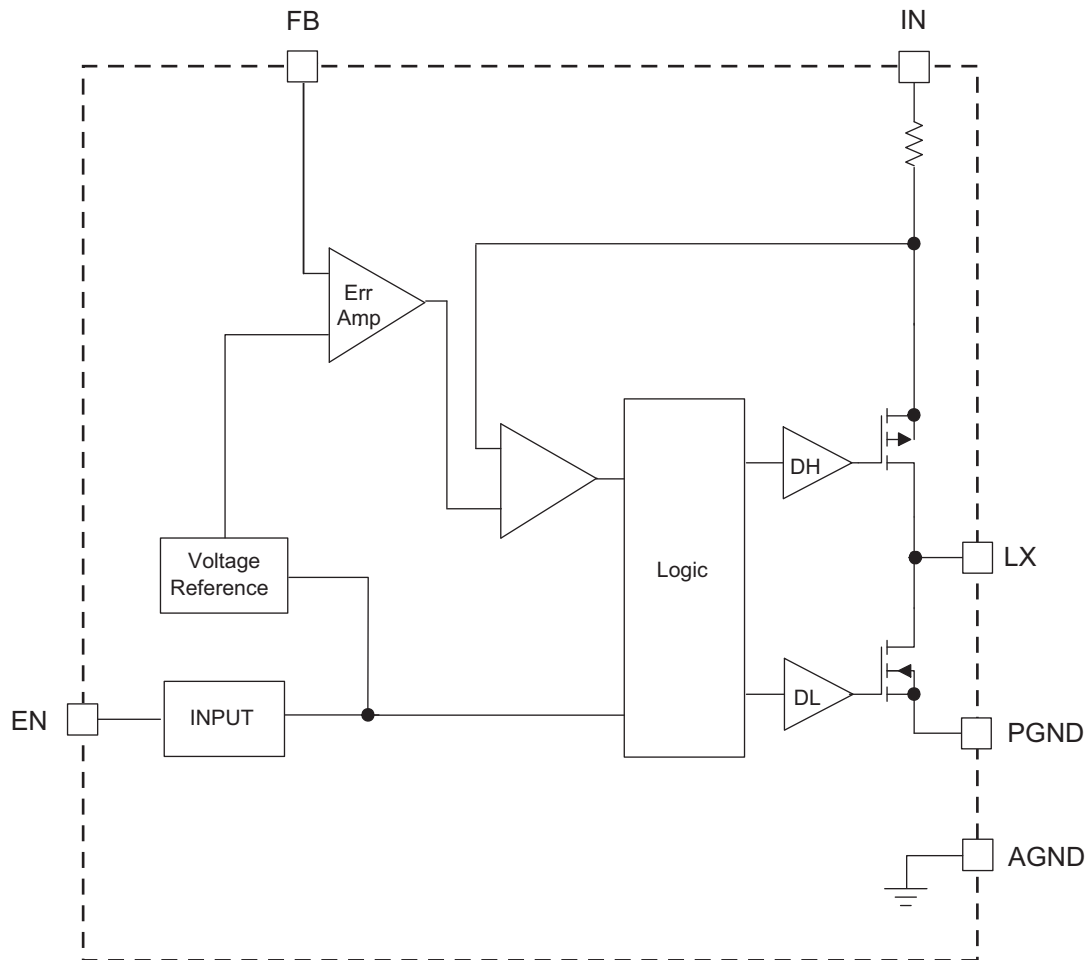 FB
IN
Err
Amp
DH
Voltage
Reference
Logic
LX
EN
INPUT
DL
PGND
AGND